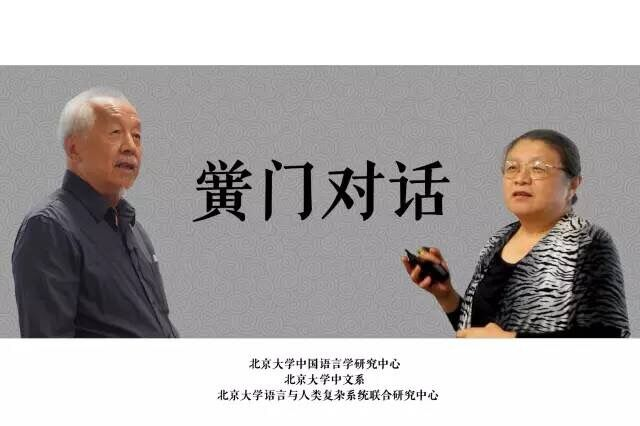 黉门对话
北京大学中国语言学研究中心
北京大学中文系
北京大学语言与人类复杂系统联合研究中心